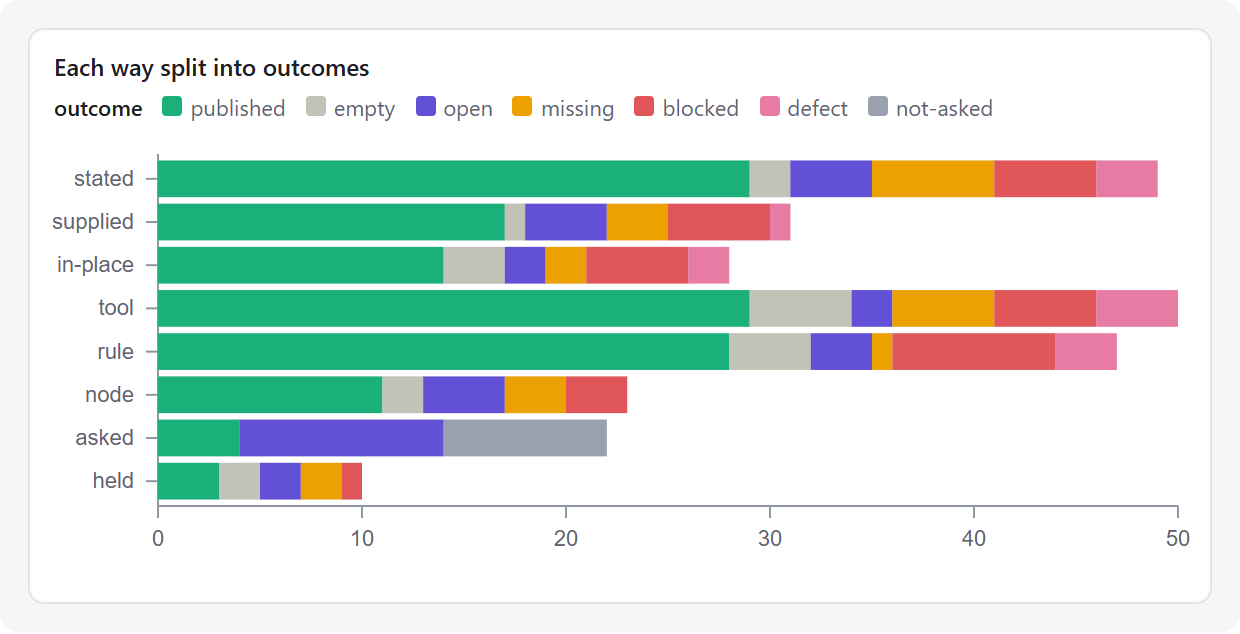 Each way split into outcomes
outcome published empty open missing blocked defect not-asked
stated
supplied
in-place
tool
rule
node
asked
held
0 10 20 30 40 50